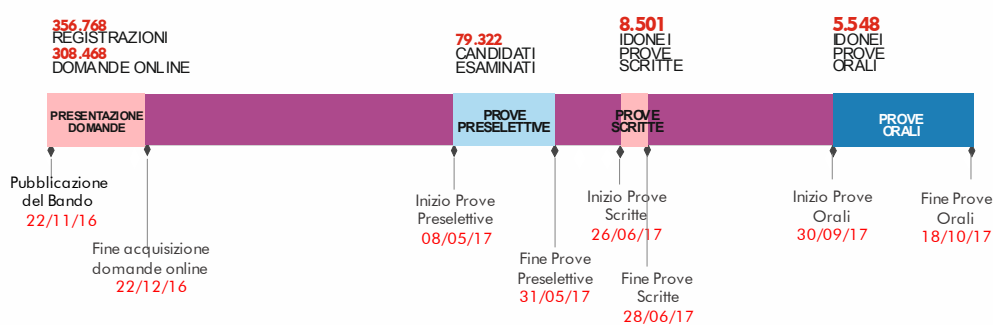 356.768
REGISTRAZIONI
308.468
DOMANDE ONLINE
79.322
CANDIDATI
ESAMINATI
8.501
IDONEI
PROVE
SCRITTE
5.548
IDONEI
PROVE
ORALI
PRESENTAZIONE
DOMANDE
PROVE
PRESELETTIVE
PROVE
SCRITTE
PROVE
ORALI
Pubblicazione
del Bando
22/11/16
Fine acquisizione
domande online
22/12/16
Inizio Prove
Preselettive
08/05/17
Fine Prove
Preselettive
31/05/17
Inizio Prove
Scritte
26/06/17
Fine Prove
Scritte
28/06/17
Inizio Prove
Orali
30/09/17
Fine Prove
Orali
18/10/17